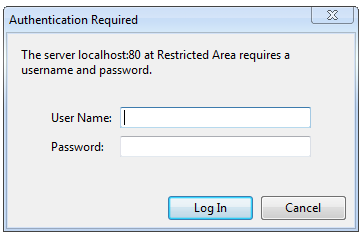 Authentication Required
The server localhost:80 at Restricted Area requires a
username and password.
User Name:
Password:
Log In Cancel